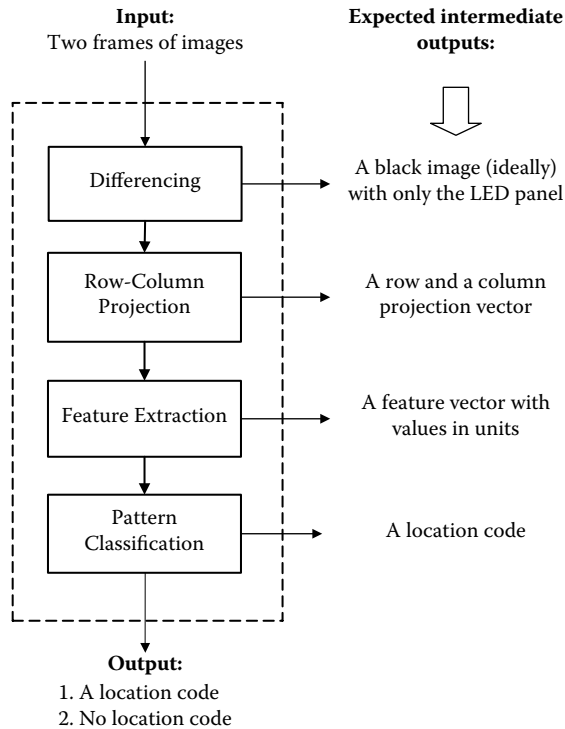 Input:
Two frames of images
Expected intermediate
outputs:
Differencing
A black image (ideally)
with only the LED panel
Row-Column
Projection
A row and a column
projection vector
Feature Extraction
A feature vector with
values in units
Pattern
Classification
A location code
Output:
1. A location code
2. No location code